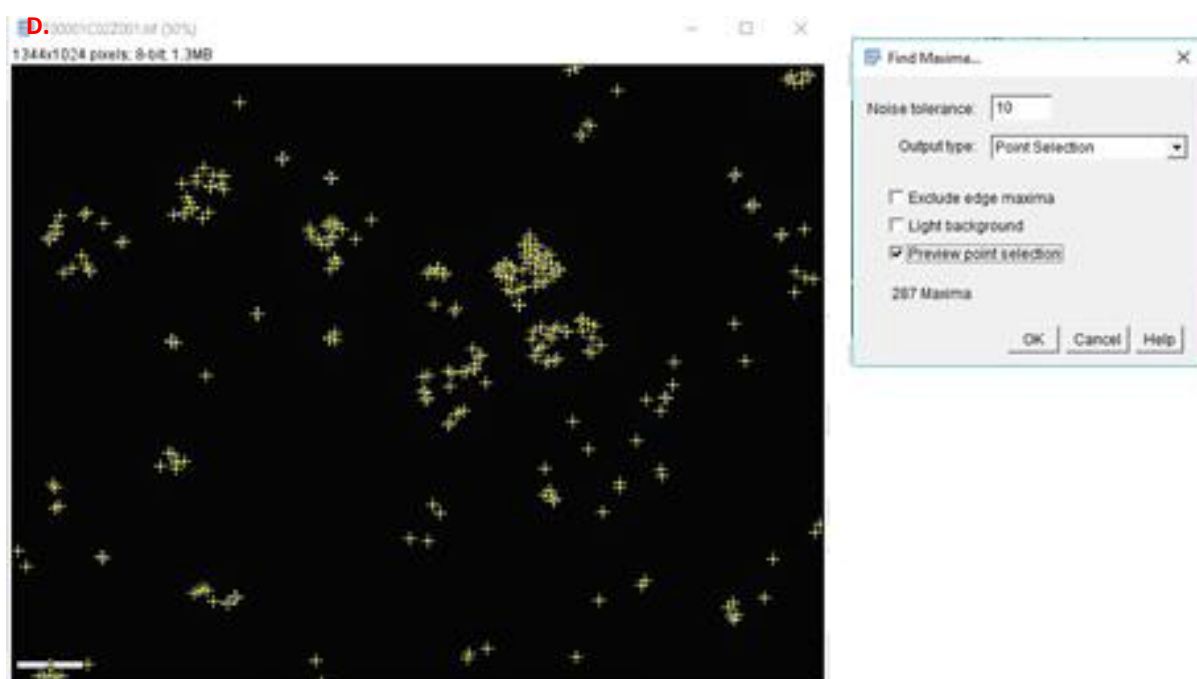 D.
1344x1024 pixels; 8-bit; 1.3MB
Find Maxima...
Noise tolerance: 10
Output type: Point Selection
Exclude edge maxima
Light background
Preview point selection
287 Maxima
OK Cancel Help